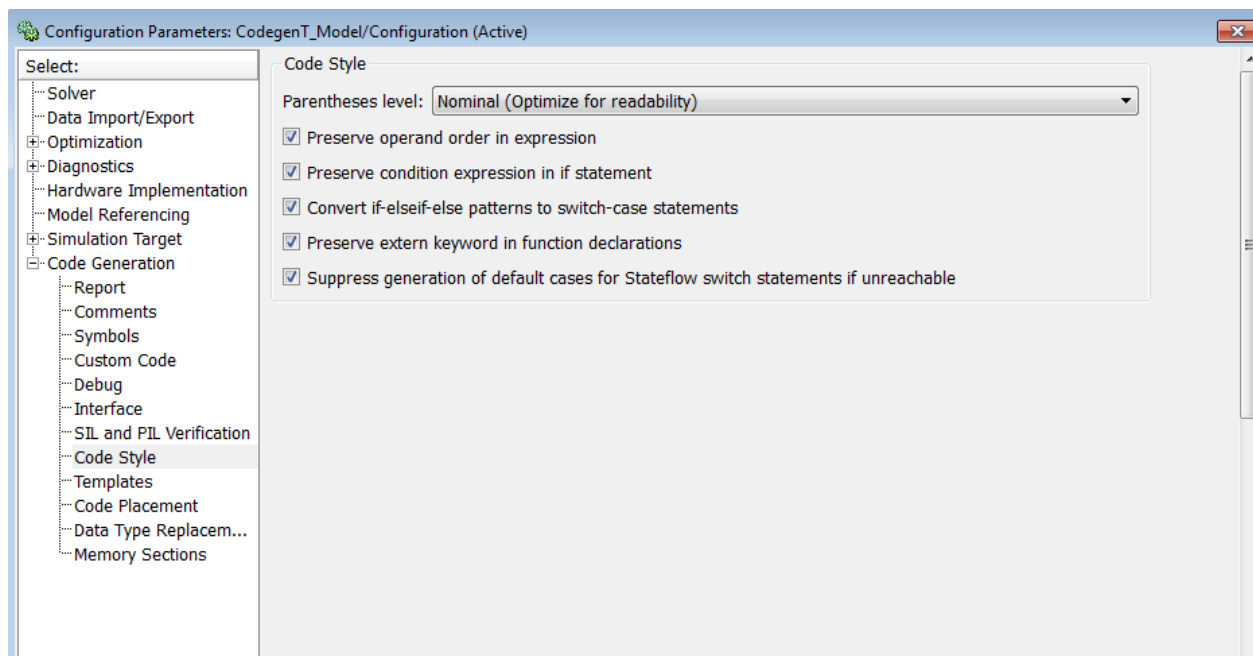 Configuration Parameters: CodegenT_Model/Configuration (Active)
Select:
Solver
Data Import/Export
Optimization
Diagnostics
Hardware Implementation
Model Referencing
Simulation Target
Code Generation
Report
Comments
Symbols
Custom Code
Debug
Interface
SIL and PIL Verification
Code Style
Templates
Code Placement
Data Type Replacem...
Memory Sections
Code Style
Parentheses level: Nominal (Optimize for readability)
Preserve operand order in expression
Preserve condition expression in if statement
Convert if-elseif-else patterns to switch-case statements
Preserve extern keyword in function declarations
Suppress generation of default cases for Stateflow switch statements if unreachable